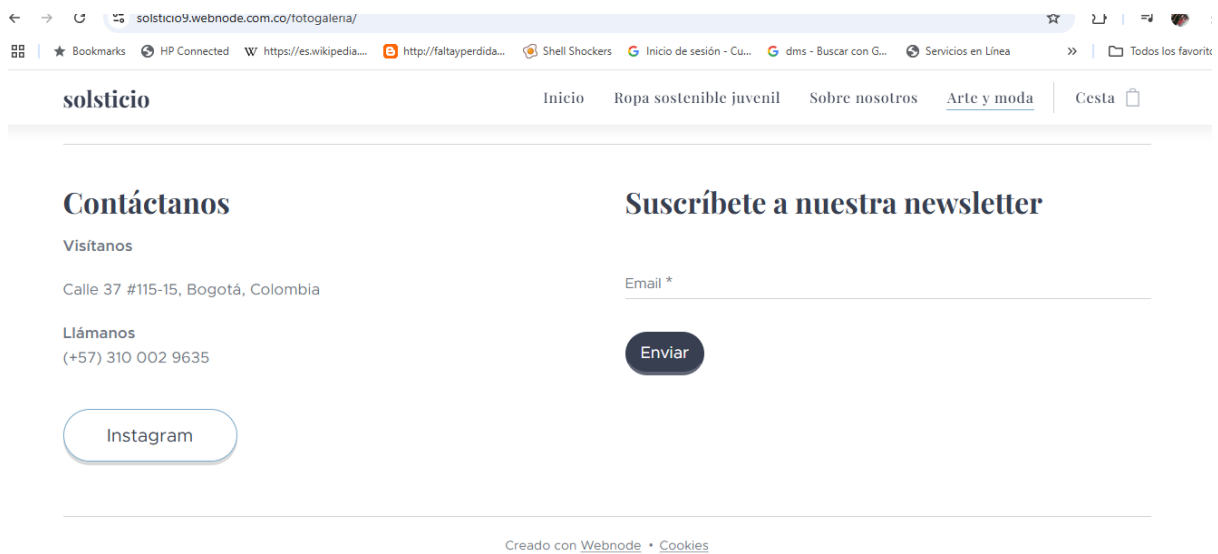 solsticio9.webnode.com.co/fotogaleria/
Bookmarks HP Connected https://es.wikipedia.... http://faltayperdida... Shell Shockers Inicio de sesión - Cu... dms - Buscar con G... Servicios en Línea » Todos los favorito
solsticio Inicio Ropa sostenible juvenil Sobre nosotros Arte y moda Cesta
Contáctanos
Visítanos
Calle 37 #115-15, Bogotá, Colombia
Llámanos
(+57) 310 002 9635
Instagram
Suscríbete a nuestra newsletter
Email *
Enviar
Creado con Webnode • Cookies